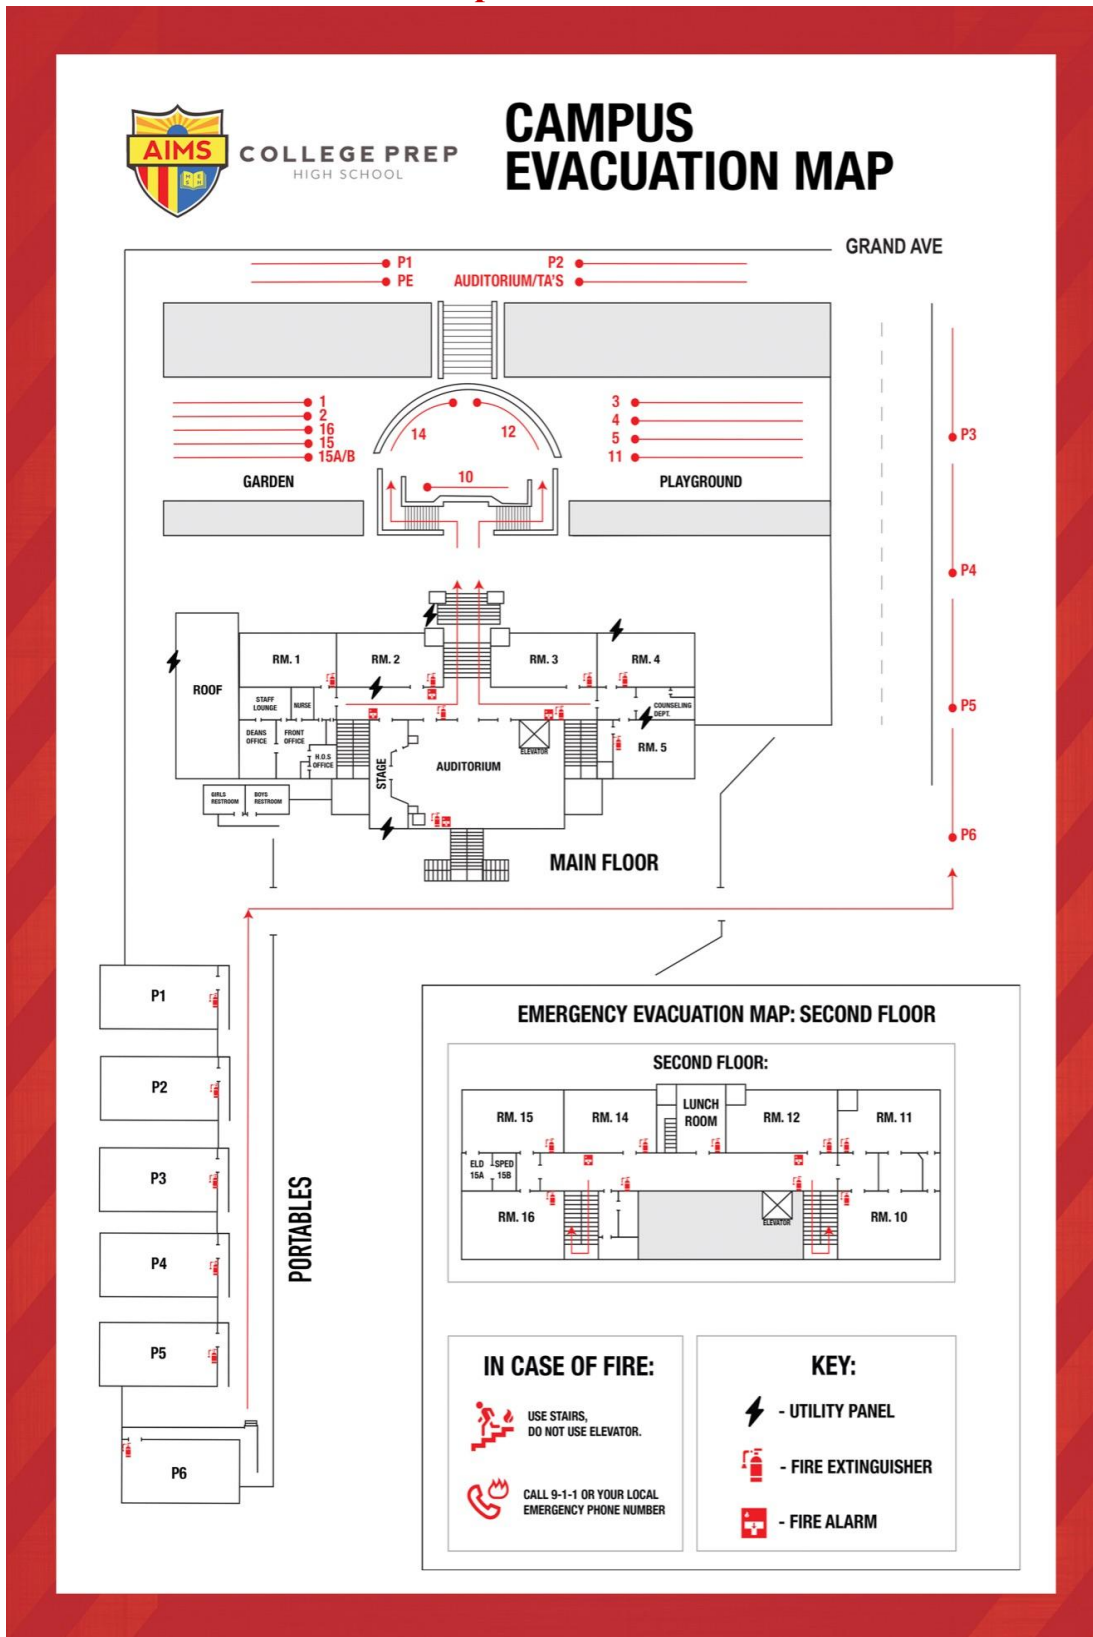 AIMS
COLLEGE PREP
HIGH SCHOOL
CAMPUS
EVACUATION MAP
GRAND AVE
P1
P2
PE
AUDITORIUM/TA'S
1
2
16
15
15A/B
14
12
10
3
4
5
11
GARDEN
PLAYGROUND
P3
P4
P5
P6
RM. 1
RM. 2
RM. 3
RM. 4
ROOF
STAFF
LOUNGE
NURSE
COUNSELING
DEPT.
DEANS
OFFICE
FRONT
OFFICE
H.O.S
OFFICE
RM. 5
ELEVATOR
STAGE
AUDITORIUM
GIRLS
RESTROOM
BOYS
RESTROOM
MAIN FLOOR
P1
P2
P3
P4
P5
P6
PORTABLES
EMERGENCY EVACUATION MAP: SECOND FLOOR
SECOND FLOOR:
RM. 15
RM. 14
LUNCH
ROOM
RM. 12
RM. 11
ELD
15A
SPED
15B
RM. 16
ELEVATOR
RM. 10
IN CASE OF FIRE:
USE STAIRS,
DO NOT USE ELEVATOR.
CALL 9-1-1 OR YOUR LOCAL
EMERGENCY PHONE NUMBER
KEY:
- UTILITY PANEL
- FIRE EXTINGUISHER
- FIRE ALARM